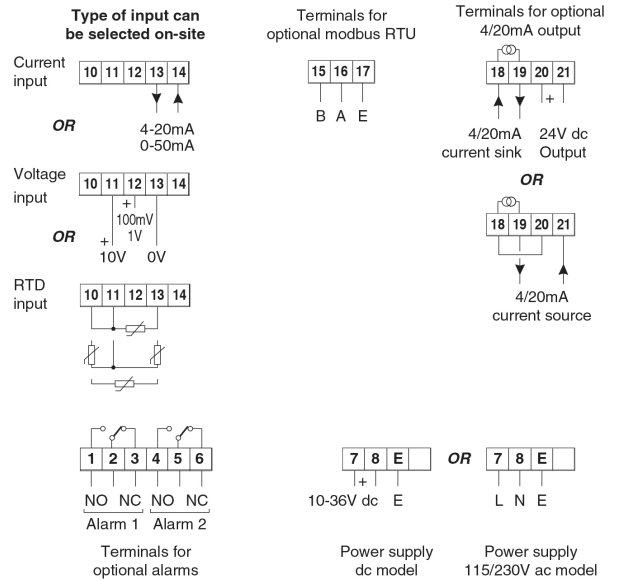 Type of input can
be selected on-site
Terminals for
optional modbus RTU
Terminals for optional
4/20mA output
Current
input
10 11 12 13 14
OR
4-20mA
0-50mA
15 16 17
B A E
18 19 20 21
+
4/20mA
current sink
24V dc
Output
OR
18 19 20 21
4/20mA
current source
Voltage
input
10 11 12 13 14
+
100mV
1V
OR
+
10V
0V
RTD
input
10 11 12 13 14
1 2 3 4 5 6
NO NC NO NC
Alarm 1 Alarm 2
Terminals for
optional alarms
7 8 E
+
10-36V dc E
Power supply
dc model
OR
7 8 E
L N E
Power supply
115/230V ac model